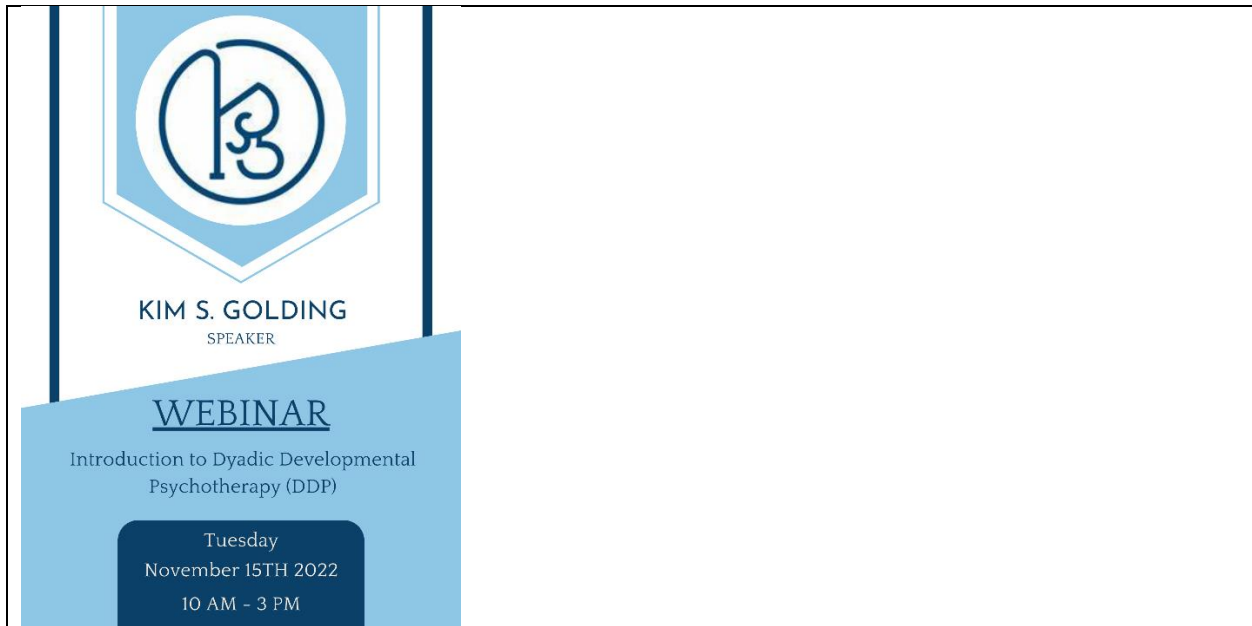 KIM S. GOLDING
SPEAKER
WEBINAR
Introduction to Dyadic Developmental
Psychotherapy (DDP)
Tuesday
November 15TH 2022
10 AM – 3 PM